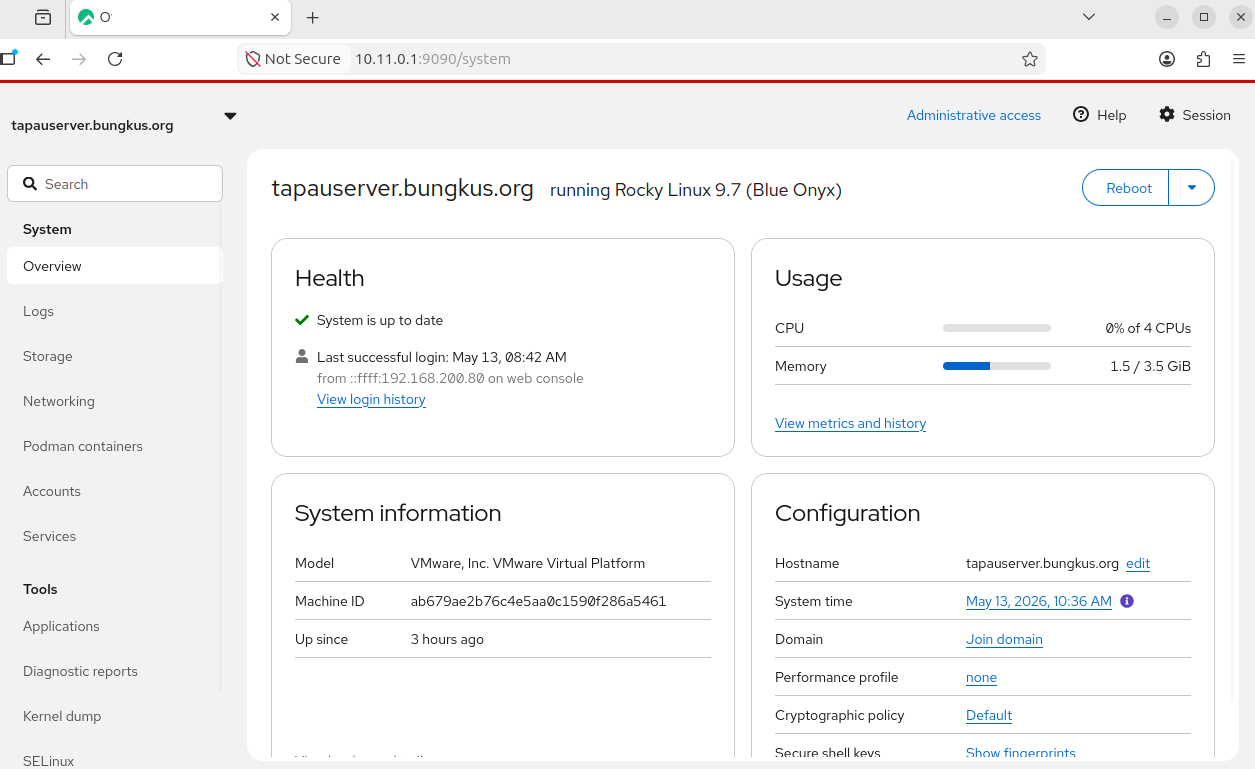 O
Not Secure 10.11.0.1:9090/system
tapauserver.bungkus.org
Administrative access Help Session
Search
System
Overview
Logs
Storage
Networking
Podman containers
Accounts
Services
Tools
Applications
Diagnostic reports
Kernel dump
SELinux
tapauserver.bungkus.org running Rocky Linux 9.7 (Blue Onyx)
Reboot
Health
System is up to date
Last successful login: May 13, 08:42 AM
from ::ffff:192.168.200.80 on web console
View login history
Usage
CPU 0% of 4 CPUs
Memory 1.5 / 3.5 GiB
View metrics and history
System information
Model VMware, Inc. VMware Virtual Platform
Machine ID ab679ae2b76c4e5aa0c1590f286a5461
Up since 3 hours ago
Configuration
Hostname tapauserver.bungkus.org edit
System time May 13, 2026, 10:36 AM
Domain Join domain
Performance profile none
Cryptographic policy Default
Secure shell keys Show fingerprints